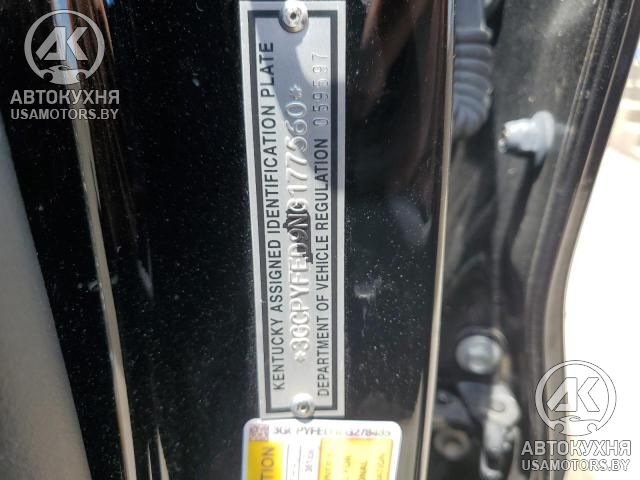 АВТОКУХНЯ
USAMOTORS.BY
KENTUCKY ASSIGNED IDENTIFICATION PLATE
*3GCPYFED9NG177560*
DEPARTMENT OF VEHICLE REGULATION 059597
АВТОКУХНЯ
USAMOTORS.BY